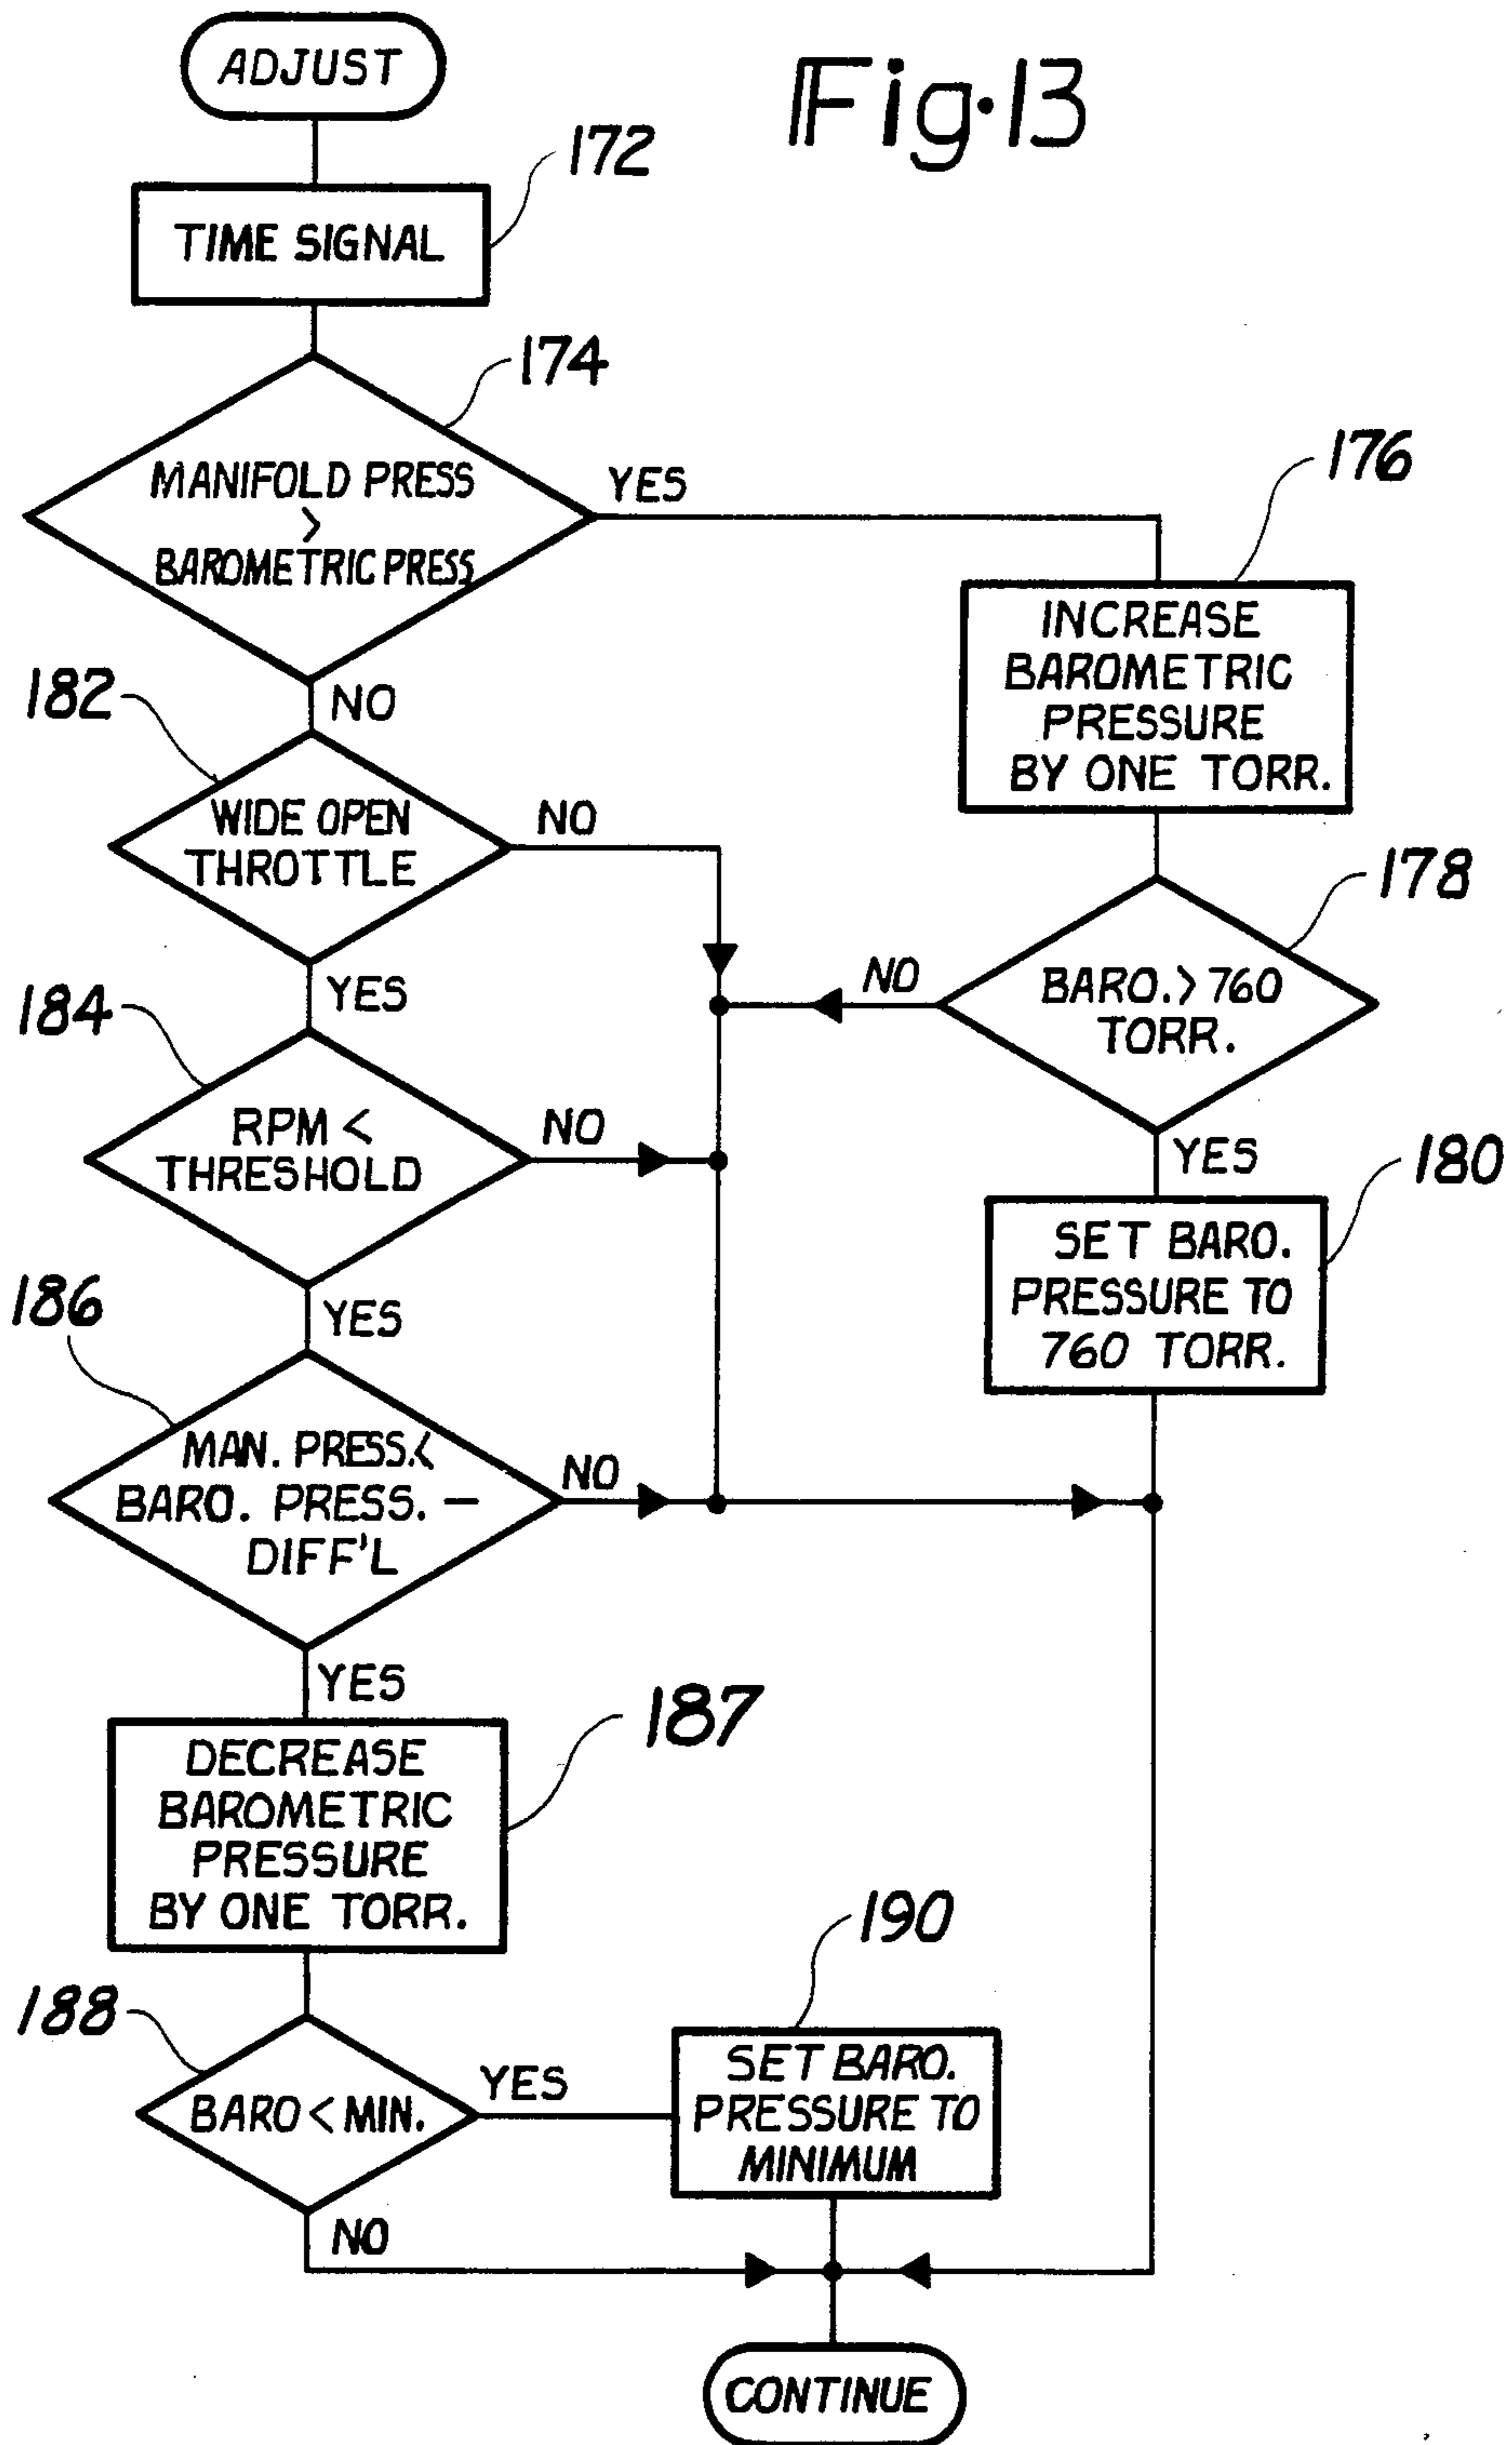 ADJUST
Fig.13
172
TIME SIGNAL
174
MANIFOLD PRESS
>
BAROMETRIC PRESS
YES
176
INCREASE
BAROMETRIC
PRESSURE
BY ONE TORR.
NO
182
WIDE OPEN
THROTTLE
NO
178
BARO.>760
TORR.
NO
YES
184
RPM <
THRESHOLD
NO
YES
180
SET BARO.
PRESSURE TO
760 TORR.
YES
186
MAN. PRESS.<
BARO. PRESS. –
DIFF'L
NO
YES
187
DECREASE
BAROMETRIC
PRESSURE
BY ONE TORR.
190
188
BARO < MIN.
YES
SET BARO.
PRESSURE TO
MINIMUM
NO
CONTINUE